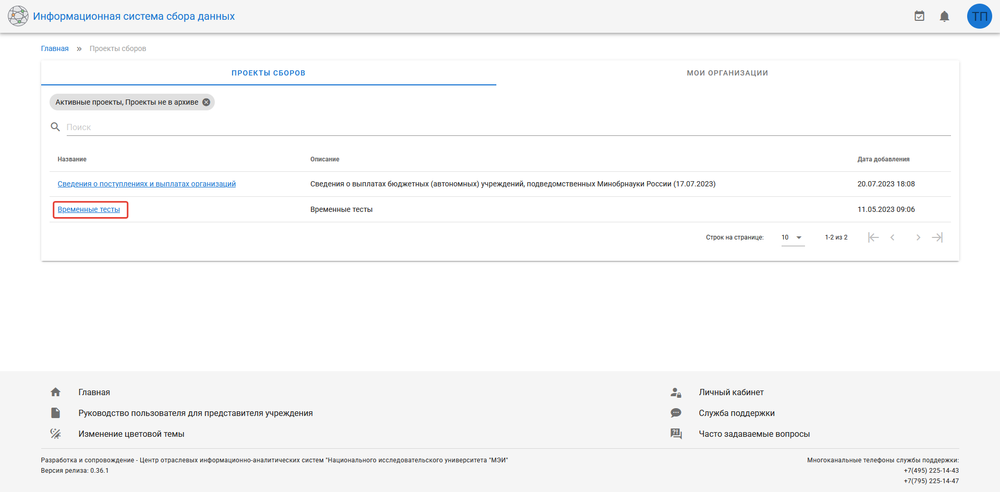 Информационная система сбора данных
ТП
Главная » Проекты сборов
ПРОЕКТЫ СБОРОВ
МОИ ОРГАНИЗАЦИИ
Активные проекты, Проекты не в архиве
Поиск
Название Описание Дата добавления
Сведения о поступлениях и выплатах организаций Сведения о выплатах бюджетных (автономных) учреждений, подведомственных Минобрнауки России (17.07.2023) 20.07.2023 18:08
Временные тесты Временные тесты 11.05.2023 09:06
Строк на странице: 10 1-2 из 2
Главная
Руководство пользователя для представителя учреждения
Изменение цветовой темы
Личный кабинет
Служба поддержки
Часто задаваемые вопросы
Разработка и сопровождение - Центр отраслевых информационно-аналитических систем "Национального исследовательского университета "МЭИ"
Версия релиза: 0.36.1
Многоканальные телефоны службы поддержки:
+7(495) 225-14-43
+7(795) 225-14-47